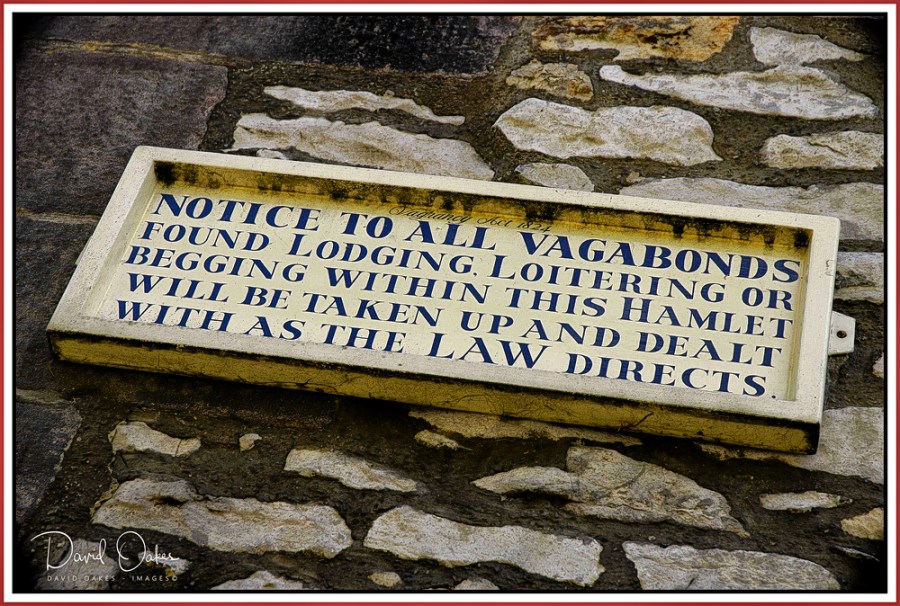 Vagrancy Act 1824
NOTICE TO ALL VAGABONDS
FOUND LODGING, LOITERING OR
BEGGING WITHIN THIS HAMLET
WILL BE TAKEN UP AND DEALT
WITH AS THE LAW DIRECTS.
David Oakes
DAVID OAKES - IMAGES ©